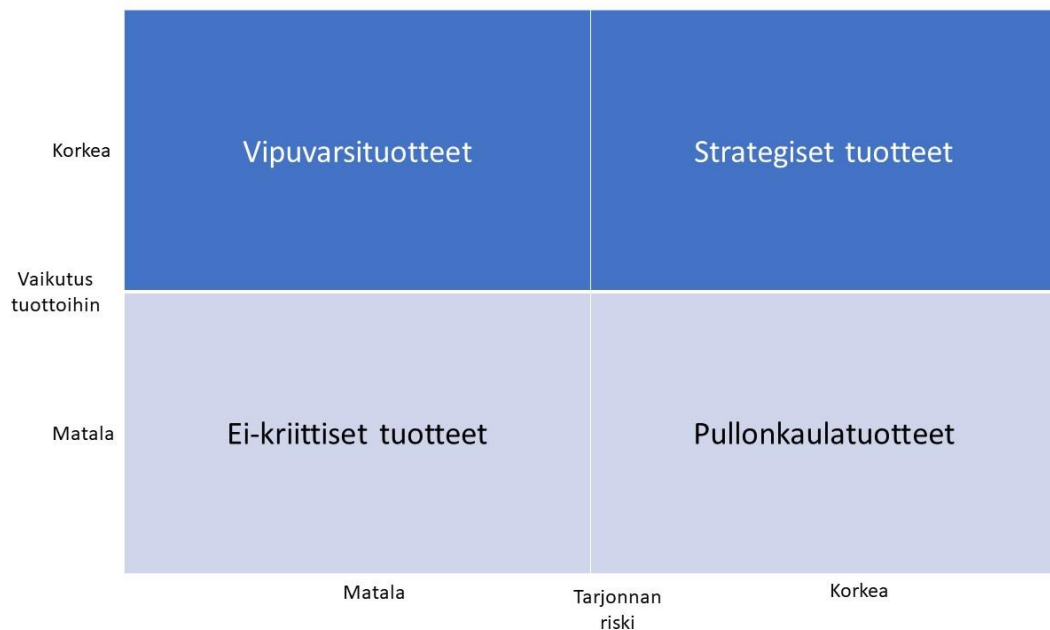 Korkea
Vipuvarsituotteet
Strategiset tuotteet
Vaikutus
tuottoihin
Matala
Ei-kriittiset tuotteet
Pullonkaulatuotteet
Matala
Tarjonnan
riski
Korkea